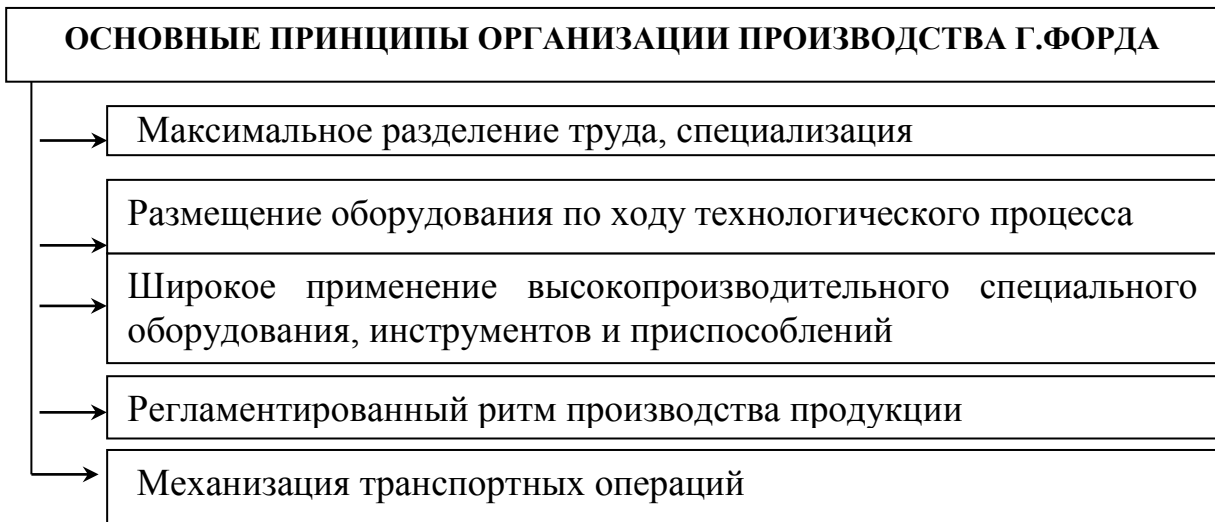 ОСНОВНЫЕ ПРИНЦИПЫ ОРГАНИЗАЦИИ ПРОИЗВОДСТВА Г.ФОРДА
Максимальное разделение труда, специализация
Размещение оборудования по ходу технологического процесса
Широкое применение высокопроизводительного специального
оборудования, инструментов и приспособлений
Регламентированный ритм производства продукции
Механизация транспортных операций